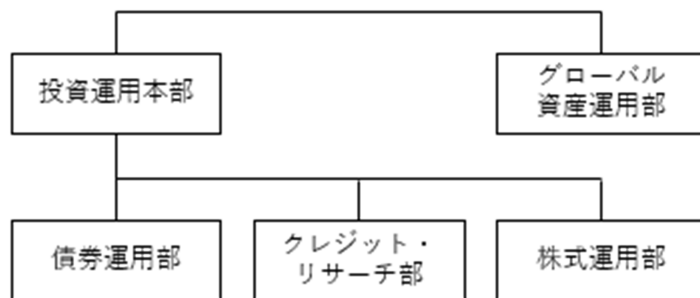 投資運用本部
グローバル
資産運用部
債券運用部
クレジット・
リサーチ部
株式運用部